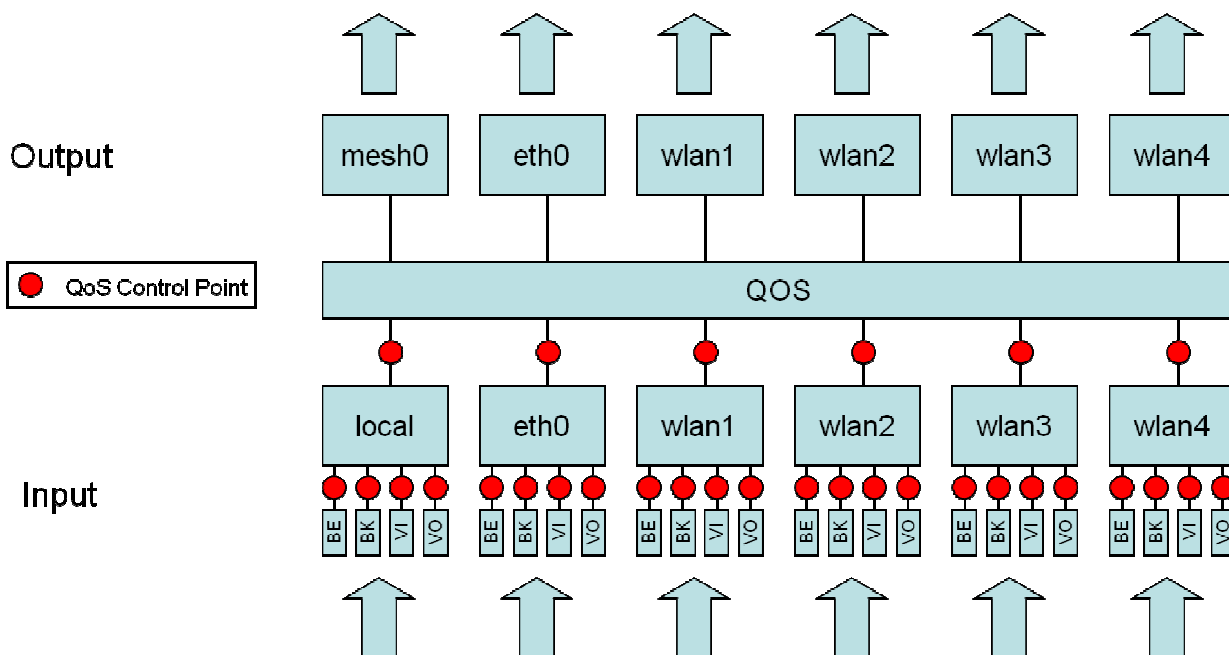 Output
mesh0 eth0 wlan1 wlan2 wlan3 wlan4
QoS Control Point
QOS
local eth0 wlan1 wlan2 wlan3 wlan4
Input
BE BK VI VO BE BK VI VO BE BK VI VO BE BK VI VO BE BK VI VO BE BK VI VO